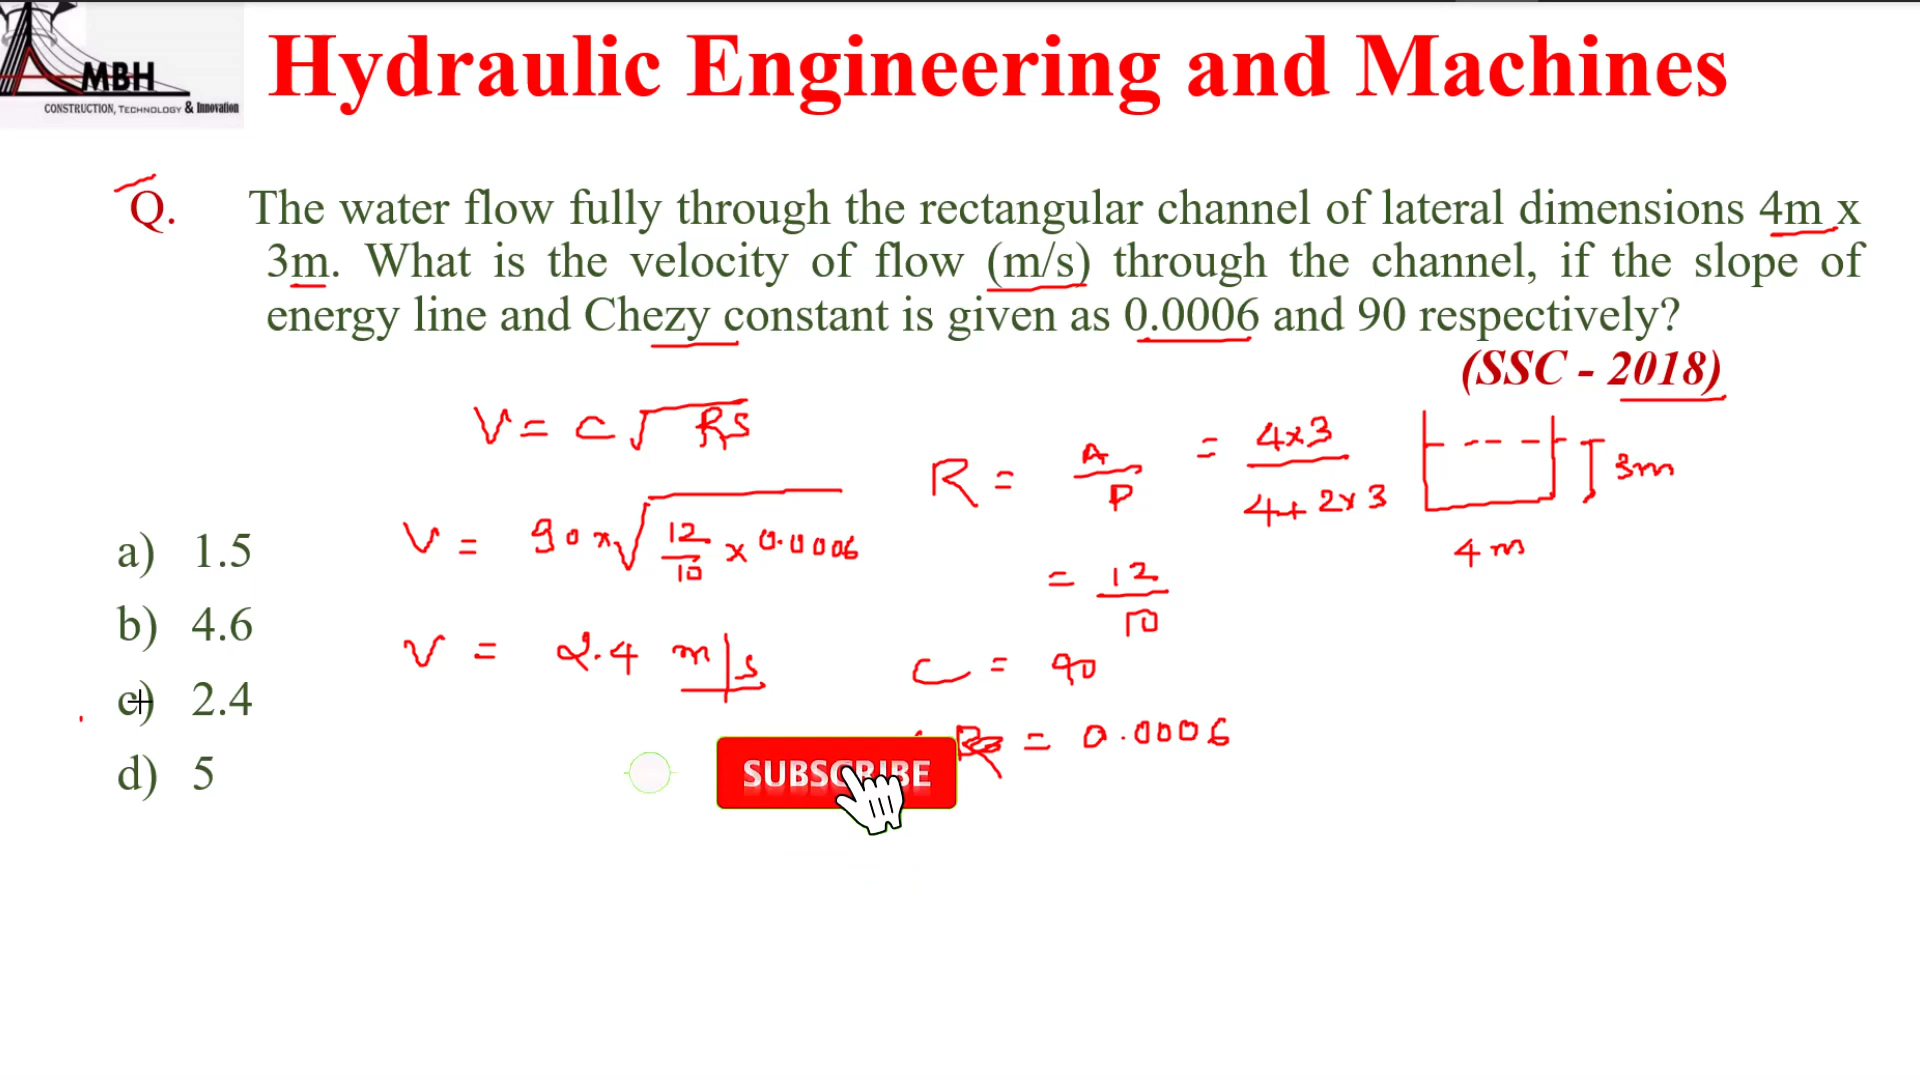 MBH
CONSTRUCTION, TECHNOLOGY & Innovation
Hydraulic Engineering and Machines
Q. The water flow fully through the rectangular channel of lateral dimensions 4m x
3m. What is the velocity of flow (m/s) through the channel, if the slope of
energy line and Chezy constant is given as 0.0006 and 90 respectively?
(SSC - 2018)
V = C√RS
R = A/P = 4x3/4+2x3
3m
4m
V = 90x√12/10 x 0.0006
= 12/10
V = 2.4 m/s
C = 90
= 0.0006
a) 1.5
b) 4.6
c) 2.4
d) 5
SUBSCRIBE